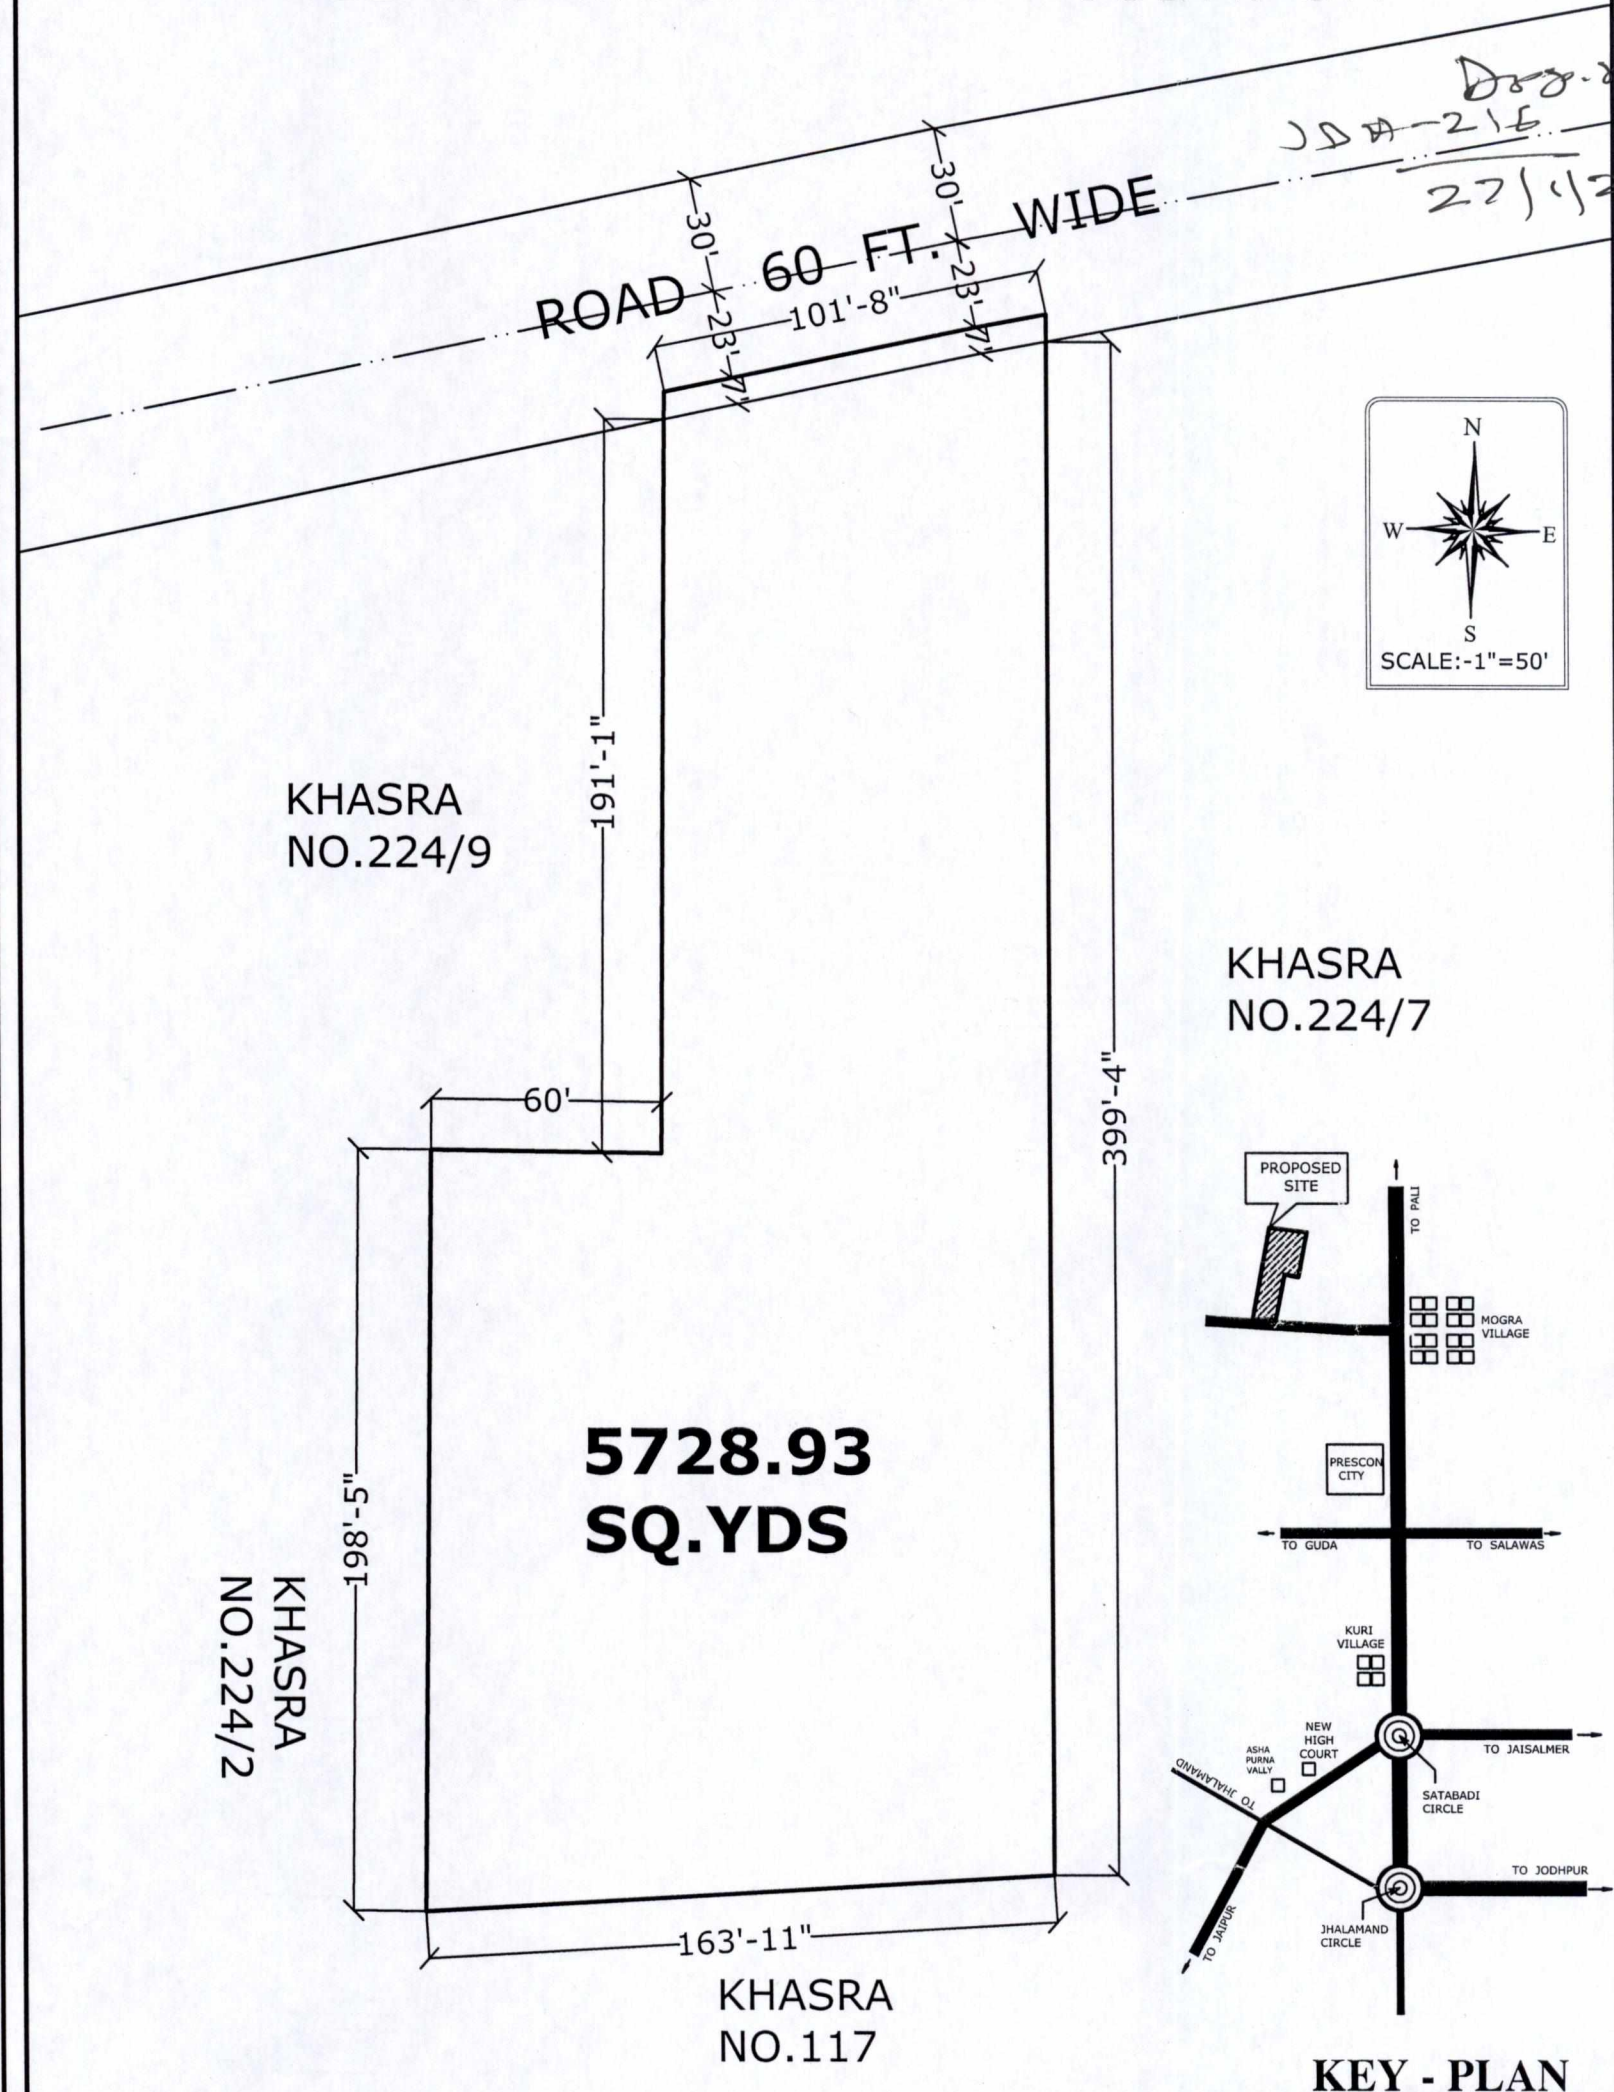 JDA-216
30'
30'
ROAD 60 FT. WIDE
23'
23'
101'-8"
7'
7'
N
W
E
S
SCALE:-1"=50'
191'-1"
KHASRA
NO.224/9
KHASRA
NO.224/7
399'-4"
60'
PROPOSED
SITE
TO PALI
MOGRA
VILLAGE
5728.93
SQ.YDS
PRESCON
CITY
198'-5"
TO GUDA
TO SALAWAS
KHASRA
NO.224/2
KURI
VILLAGE
NEW
HIGH
COURT
ASHA
PURNA
VALLY
TO JHALAMAND
TO JAISALMER
SATABADI
CIRCLE
TO JODHPUR
JHALAMAND
CIRCLE
TO JAIPUR
163'-11"
KHASRA
NO.117
KEY - PLAN